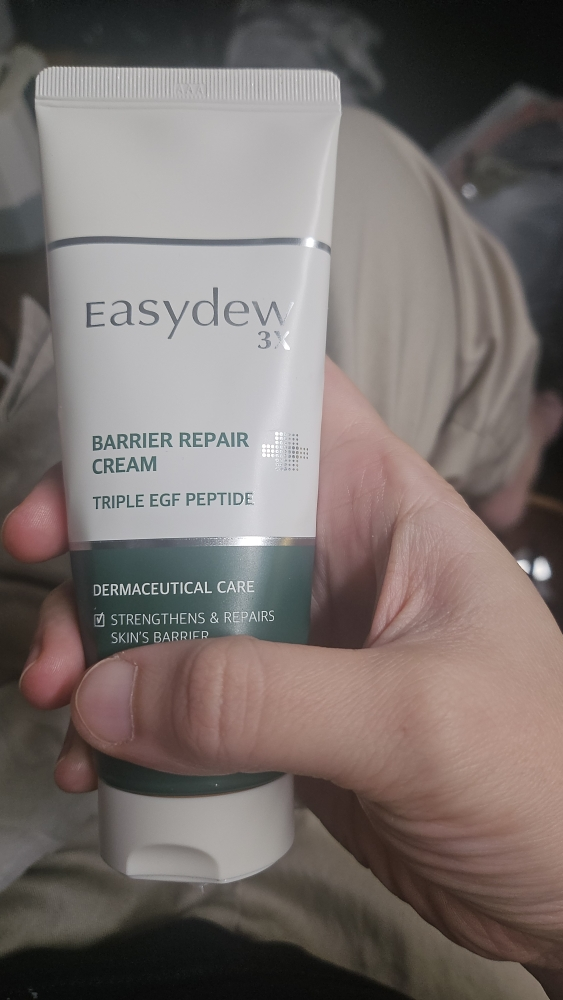 Easydew
3X
BARRIER REPAIR
CREAM
TRIPLE EGF PEPTIDE
DERMACEUTICAL CARE
STRENGTHENS & REPAIRS
SKIN'S BARRIER